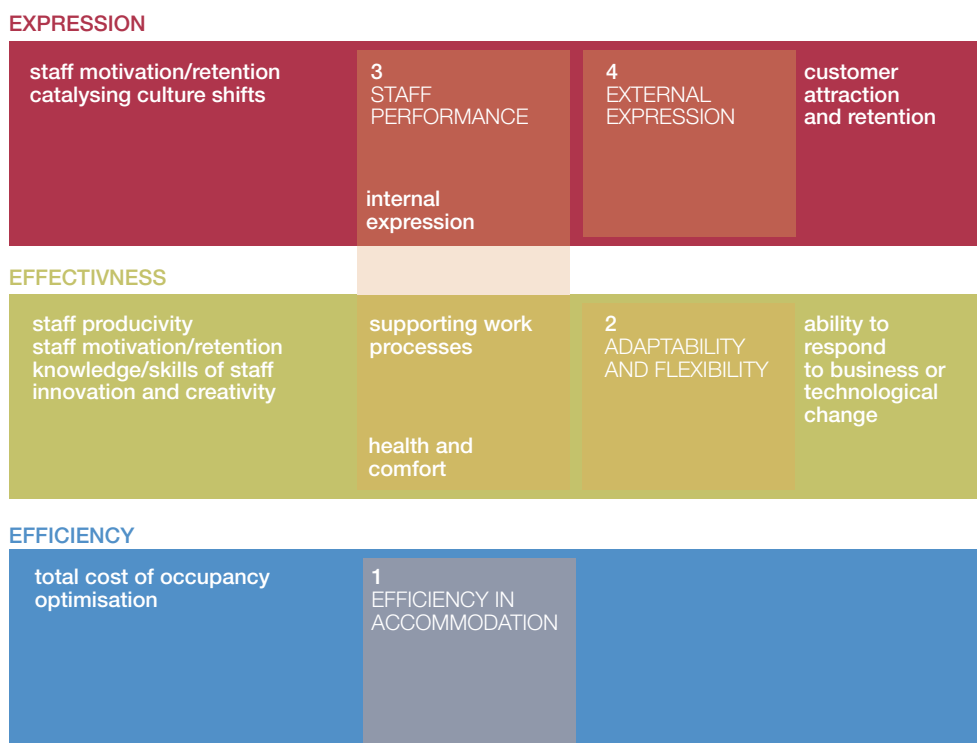 EXPRESSION
staff motivation/retention
catalysing culture shifts
3
STAFF
PERFORMANCE
internal
expression
4
EXTERNAL
EXPRESSION
customer
attraction
and retention
EFFECTIVNESS
staff producivity
staff motivation/retention
knowledge/skills of staff
innovation and creativity
supporting work
processes
health and
comfort
2
ADAPTABILITY
AND FLEXIBILITY
ability to
respond
to business or
technological
change
EFFICIENCY
total cost of occupancy
optimisation
1
EFFICIENCY IN
ACCOMMODATION